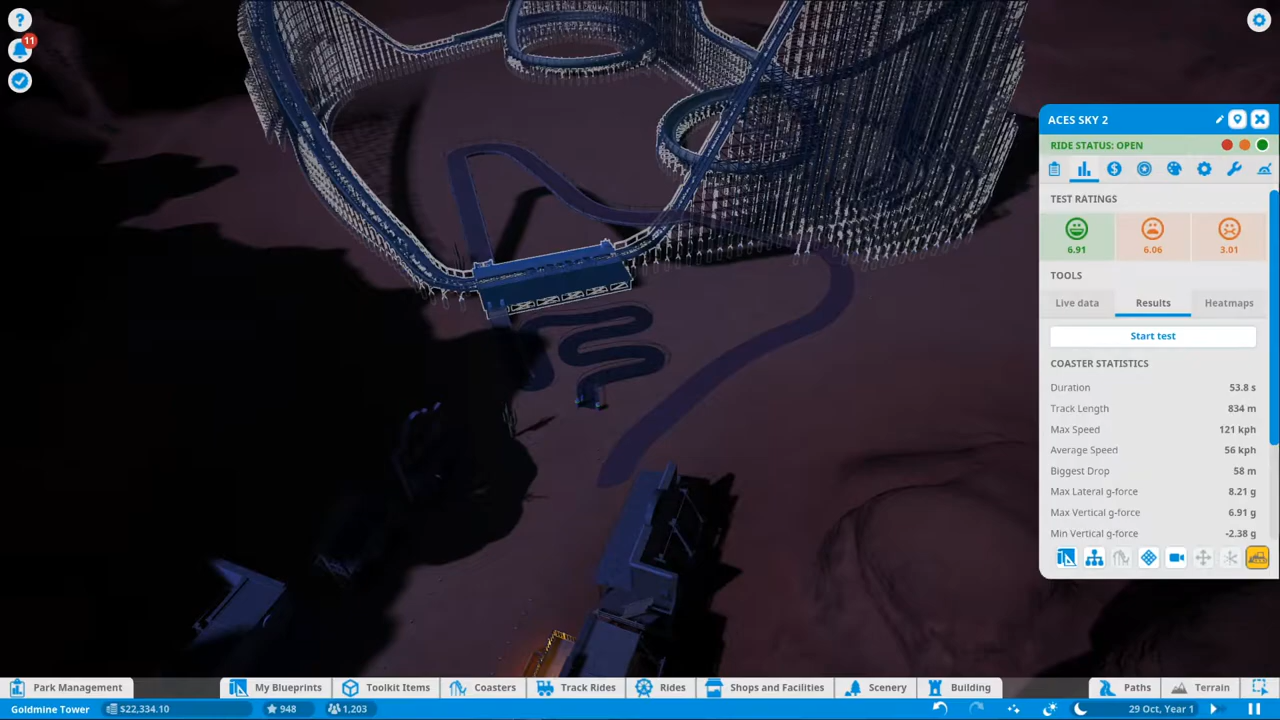 ?
11
ACES SKY 2
RIDE STATUS: OPEN
TEST RATINGS
6.91 6.06 3.01
TOOLS
Live data Results Heatmaps
Start test
COASTER STATISTICS
Duration 53.8 s
Track Length 834 m
Max Speed 121 kph
Average Speed 56 kph
Biggest Drop 58 m
Max Lateral g-force 8.21 g
Max Vertical g-force 6.91 g
Min Vertical g-force -2.38 g
Park Management My Blueprints Toolkit Items Coasters Track Rides Rides Shops and Facilities Scenery Building Paths Terrain
Goldmine Tower $22,334.10 948 1,203 29 Oct, Year 1